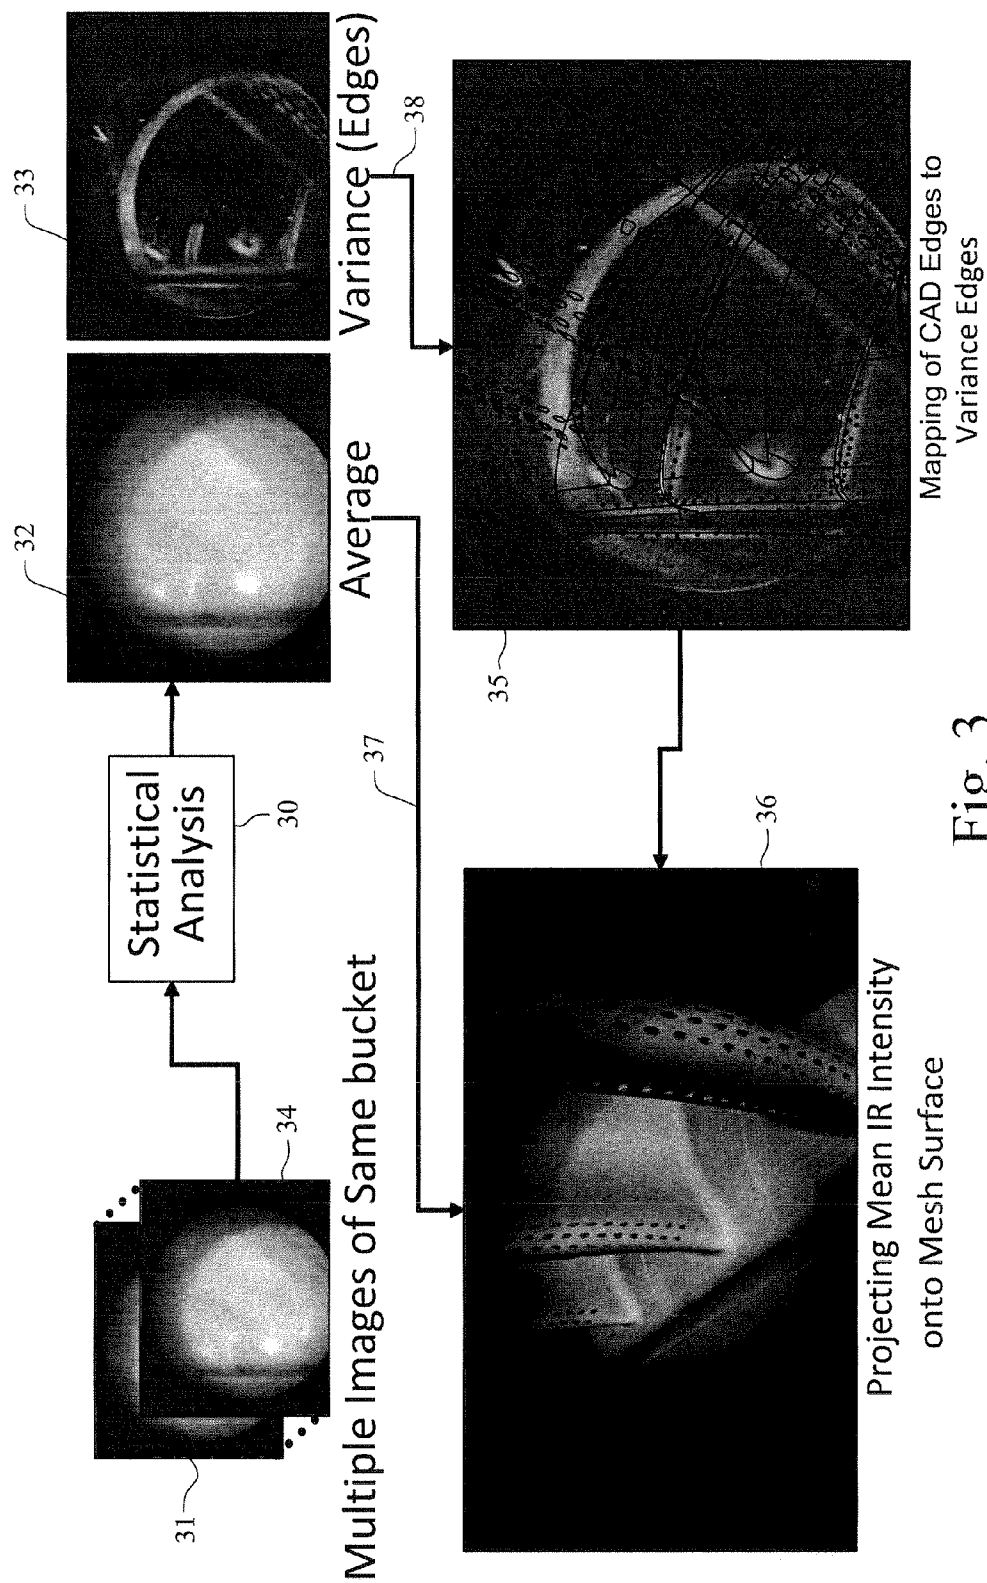 31
34
Multiple Images of Same bucket
Statistical
Analysis
30
32
Average
33
Variance (Edges)
37
38
36
Projecting Mean IR Intensity
onto Mesh Surface
35
Mapping of CAD Edges to
Variance Edges
Fig. 3